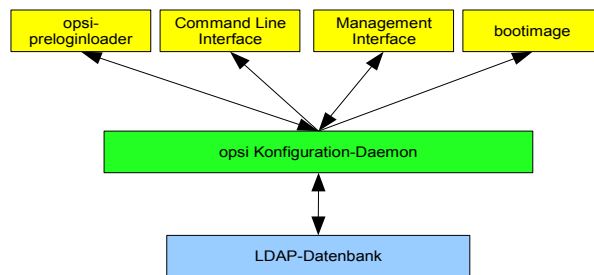 opsi-
preloginloader
Command Line
Interface
Management
Interface
bootimage
opsi Konfiguration-Daemon
LDAP-Datenbank